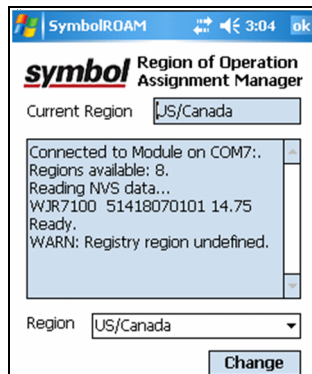 SymbolROAM 3:04 ok
symbol Region of Operation
Assignment Manager
Current Region US/Canada
Connected to Module on COM7:.
Regions available: 8.
Reading NVS data...
WJR7100 51418070101 14.75
Ready.
WARN: Registry region undefined.
Region US/Canada
Change